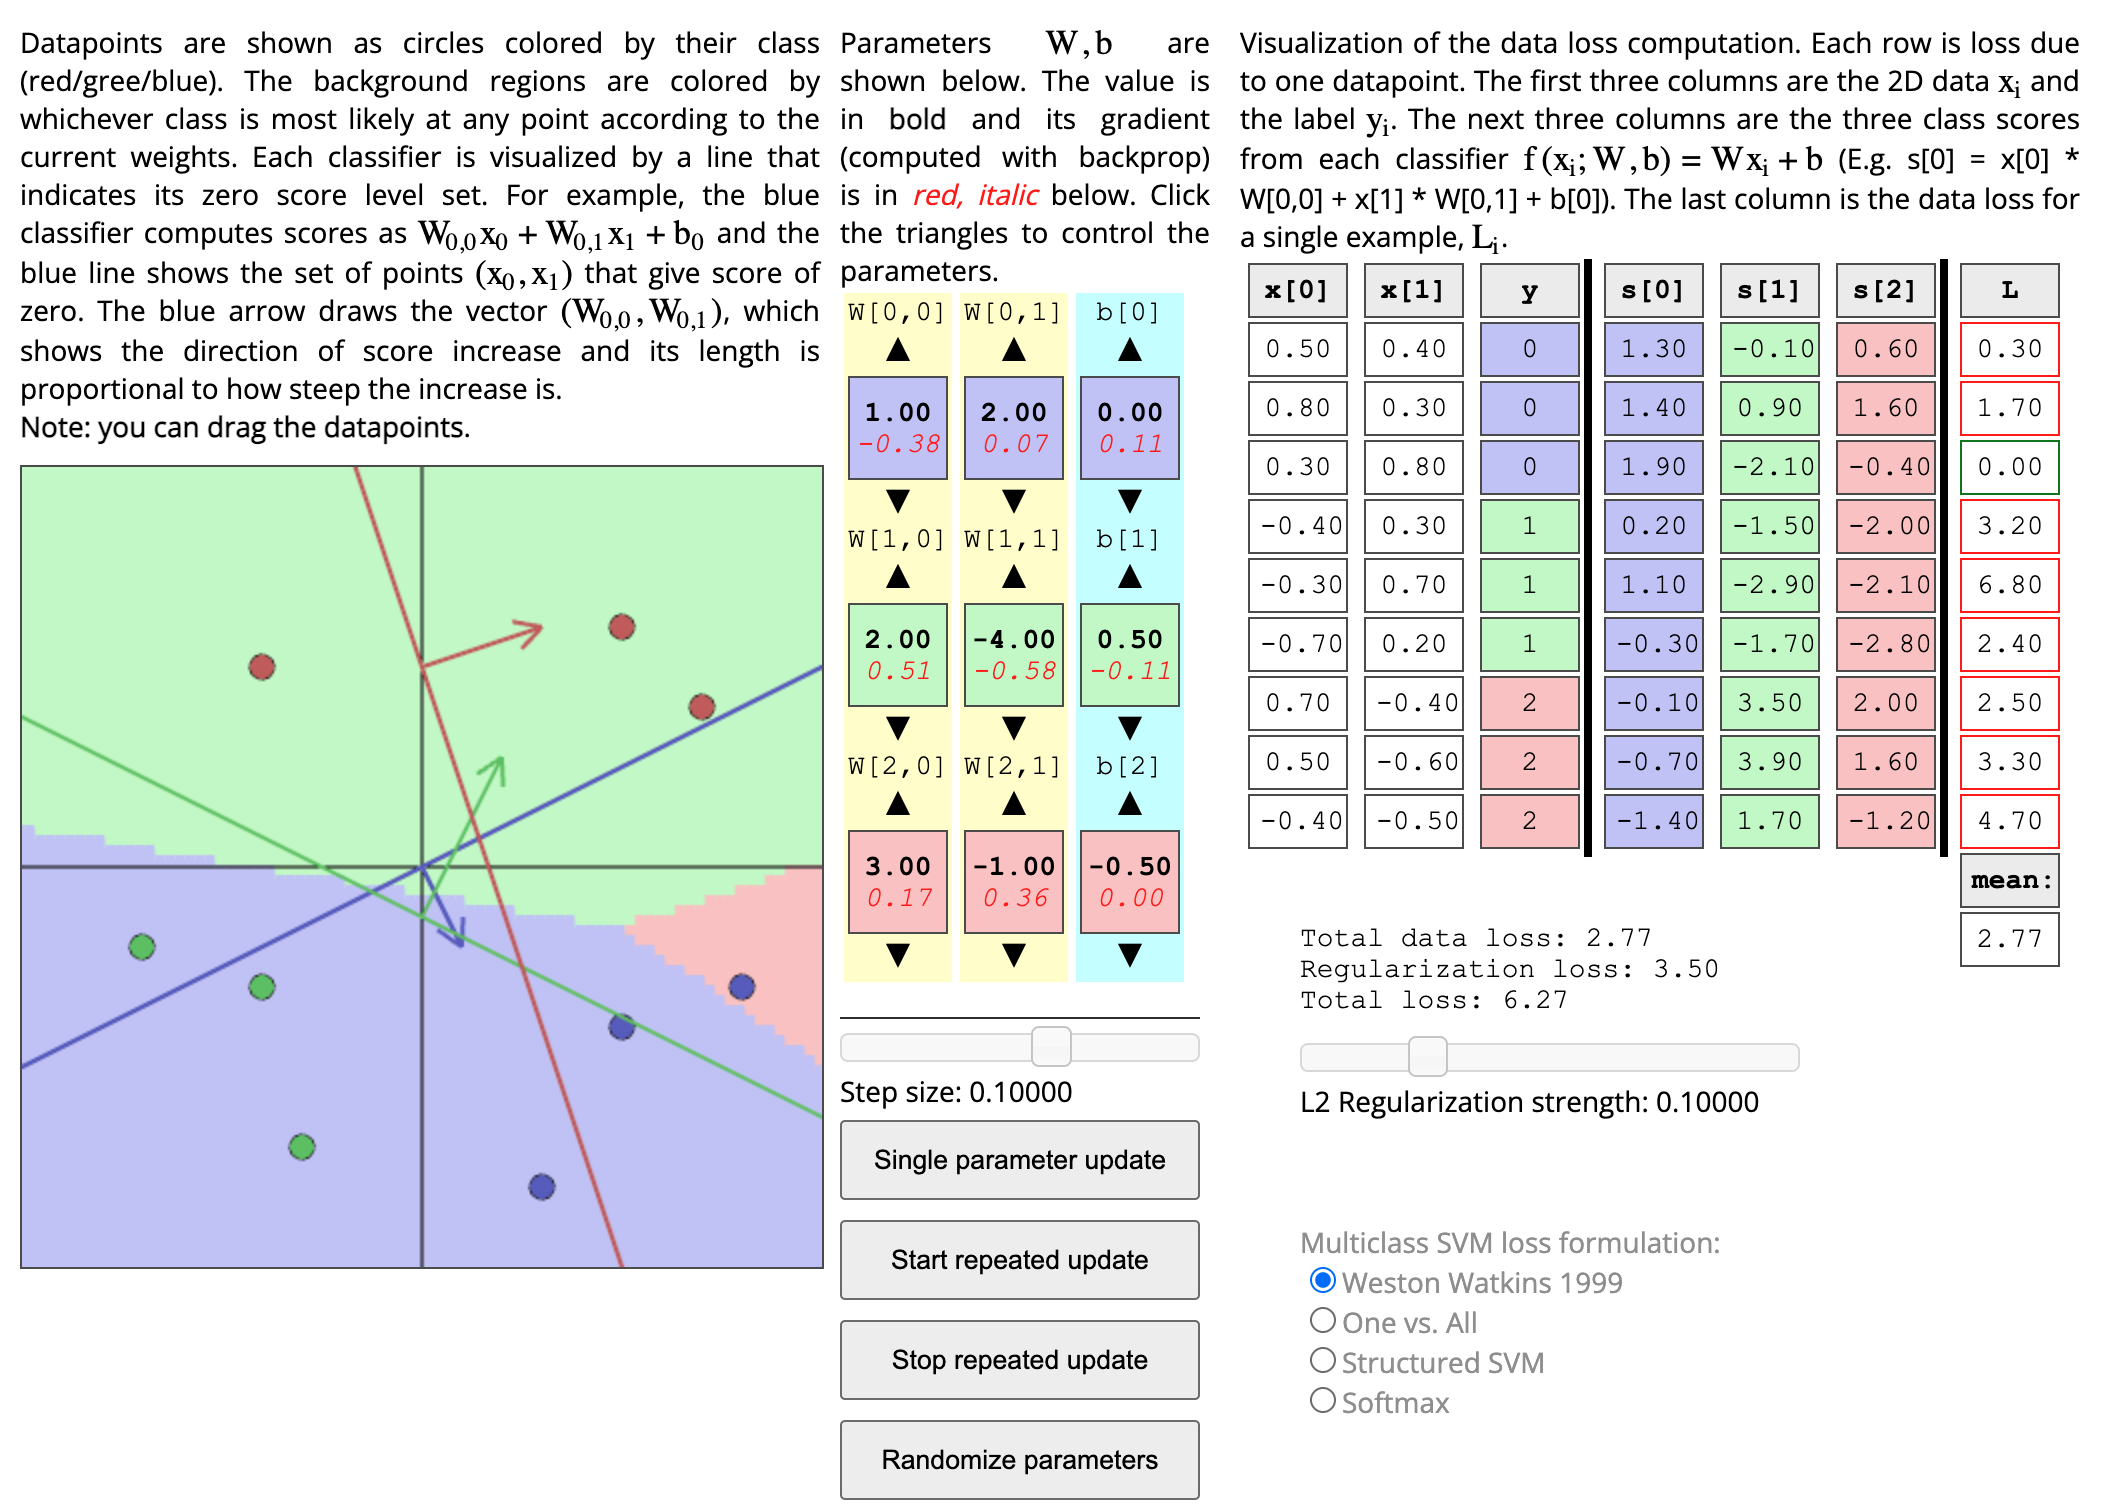 Datapoints are shown as circles colored by their class
(red/gree/blue). The background regions are colored by
whichever class is most likely at any point according to the
current weights. Each classifier is visualized by a line that
indicates its zero score level set. For example, the blue
classifier computes scores as W0,0x0 + W0,1x1 + b0 and the
blue line shows the set of points (x0, x1) that give score of
zero. The blue arrow draws the vector (W0,0, W0,1), which
shows the direction of score increase and its length is
proportional to how steep the increase is.
Note: you can drag the datapoints.
Parameters W, b are
shown below. The value is
in bold and its gradient
(computed with backprop)
is in red, italic below. Click
the triangles to control the
parameters.
W[0,0] W[0,1] b[0]
▲ ▲ ▲
1.00 2.00 0.00
-0.38 0.07 0.11
▼ ▼ ▼
W[1,0] W[1,1] b[1]
▲ ▲ ▲
2.00 -4.00 0.50
0.51 -0.58 -0.11
▼ ▼ ▼
W[2,0] W[2,1] b[2]
▲ ▲ ▲
3.00 -1.00 -0.50
0.17 0.36 0.00
▼ ▼ ▼
Step size: 0.10000
Single parameter update
Start repeated update
Stop repeated update
Randomize parameters
Visualization of the data loss computation. Each row is loss due
to one datapoint. The first three columns are the 2D data xi and
the label yi. The next three columns are the three class scores
from each classifier f(xi; W, b) = Wxi + b (E.g. s[0] = x[0] *
W[0,0] + x[1] * W[0,1] + b[0]). The last column is the data loss for
a single example, Li.
x[0] x[1] y s[0] s[1] s[2] L
0.50 0.40 0 1.30 -0.10 0.60 0.30
0.80 0.30 0 1.40 0.90 1.60 1.70
0.30 0.80 0 1.90 -2.10 -0.40 0.00
-0.40 0.30 1 0.20 -1.50 -2.00 3.20
-0.30 0.70 1 1.10 -2.90 -2.10 6.80
-0.70 0.20 1 -0.30 -1.70 -2.80 2.40
0.70 -0.40 2 -0.10 3.50 2.00 2.50
0.50 -0.60 2 -0.70 3.90 1.60 3.30
-0.40 -0.50 2 -1.40 1.70 -1.20 4.70
mean:
2.77
Total data loss: 2.77
Regularization loss: 3.50
Total loss: 6.27
L2 Regularization strength: 0.10000
Multiclass SVM loss formulation:
Weston Watkins 1999
One vs. All
Structured SVM
Softmax